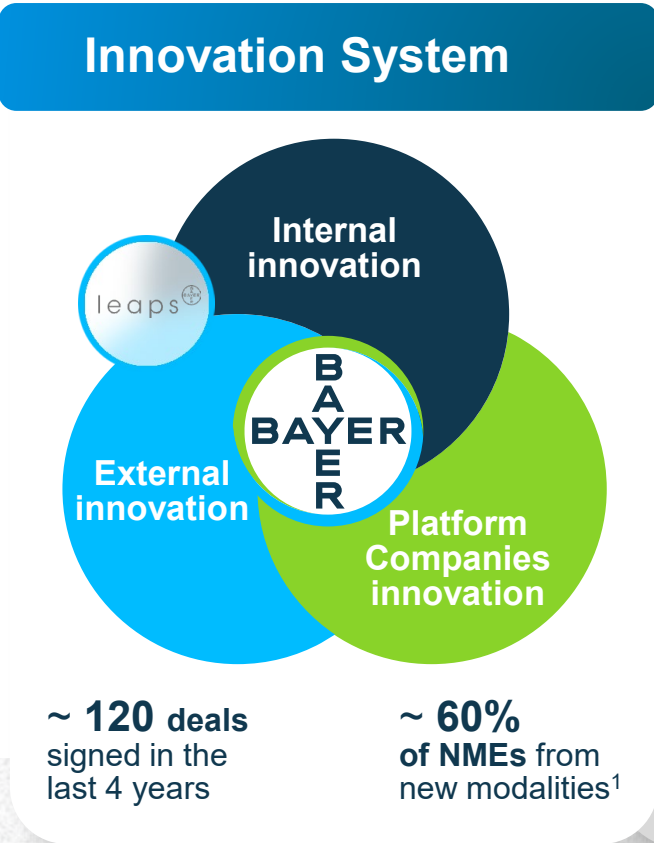 Innovation System
Internal
innovation
leaps
BAYER
BAYER
External
innovation
Platform
Companies
innovation
~ 120 deals
signed in the
last 4 years
~ 60%
of NMEs from
new modalities¹